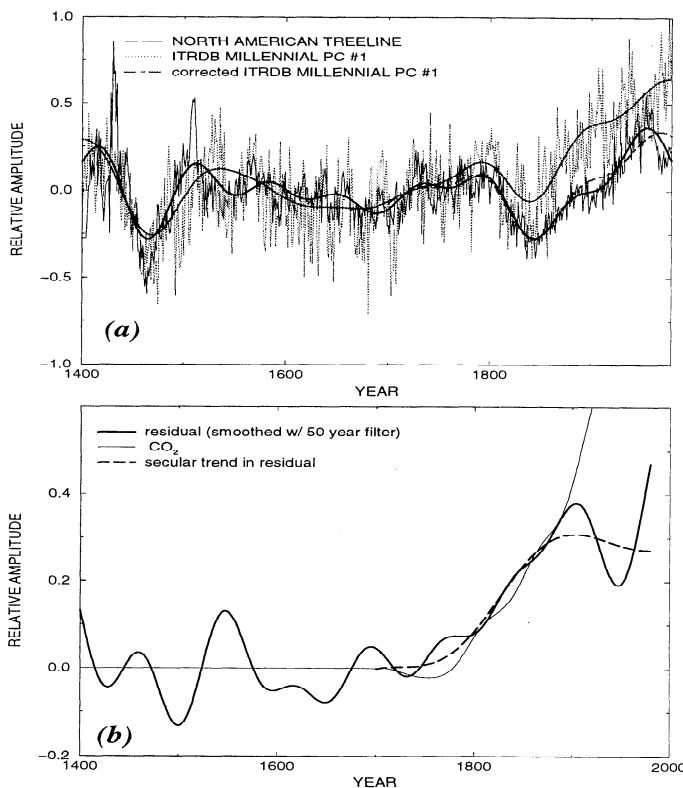 1.0
NORTH AMERICAN TREELINE
ITRDB MILLENNIAL PC #1
corrected ITRDB MILLENNIAL PC #1
0.5
RELATIVE AMPLITUDE
0.0
−0.5
(a)
−1.0
1400 1600 1800
YEAR
residual (smoothed w/ 50 year filter)
CO2
secular trend in residual
0.4
RELATIVE AMPLITUDE
0.2
0.0
(b)
−0.2
1400 1600 1800 2000
YEAR